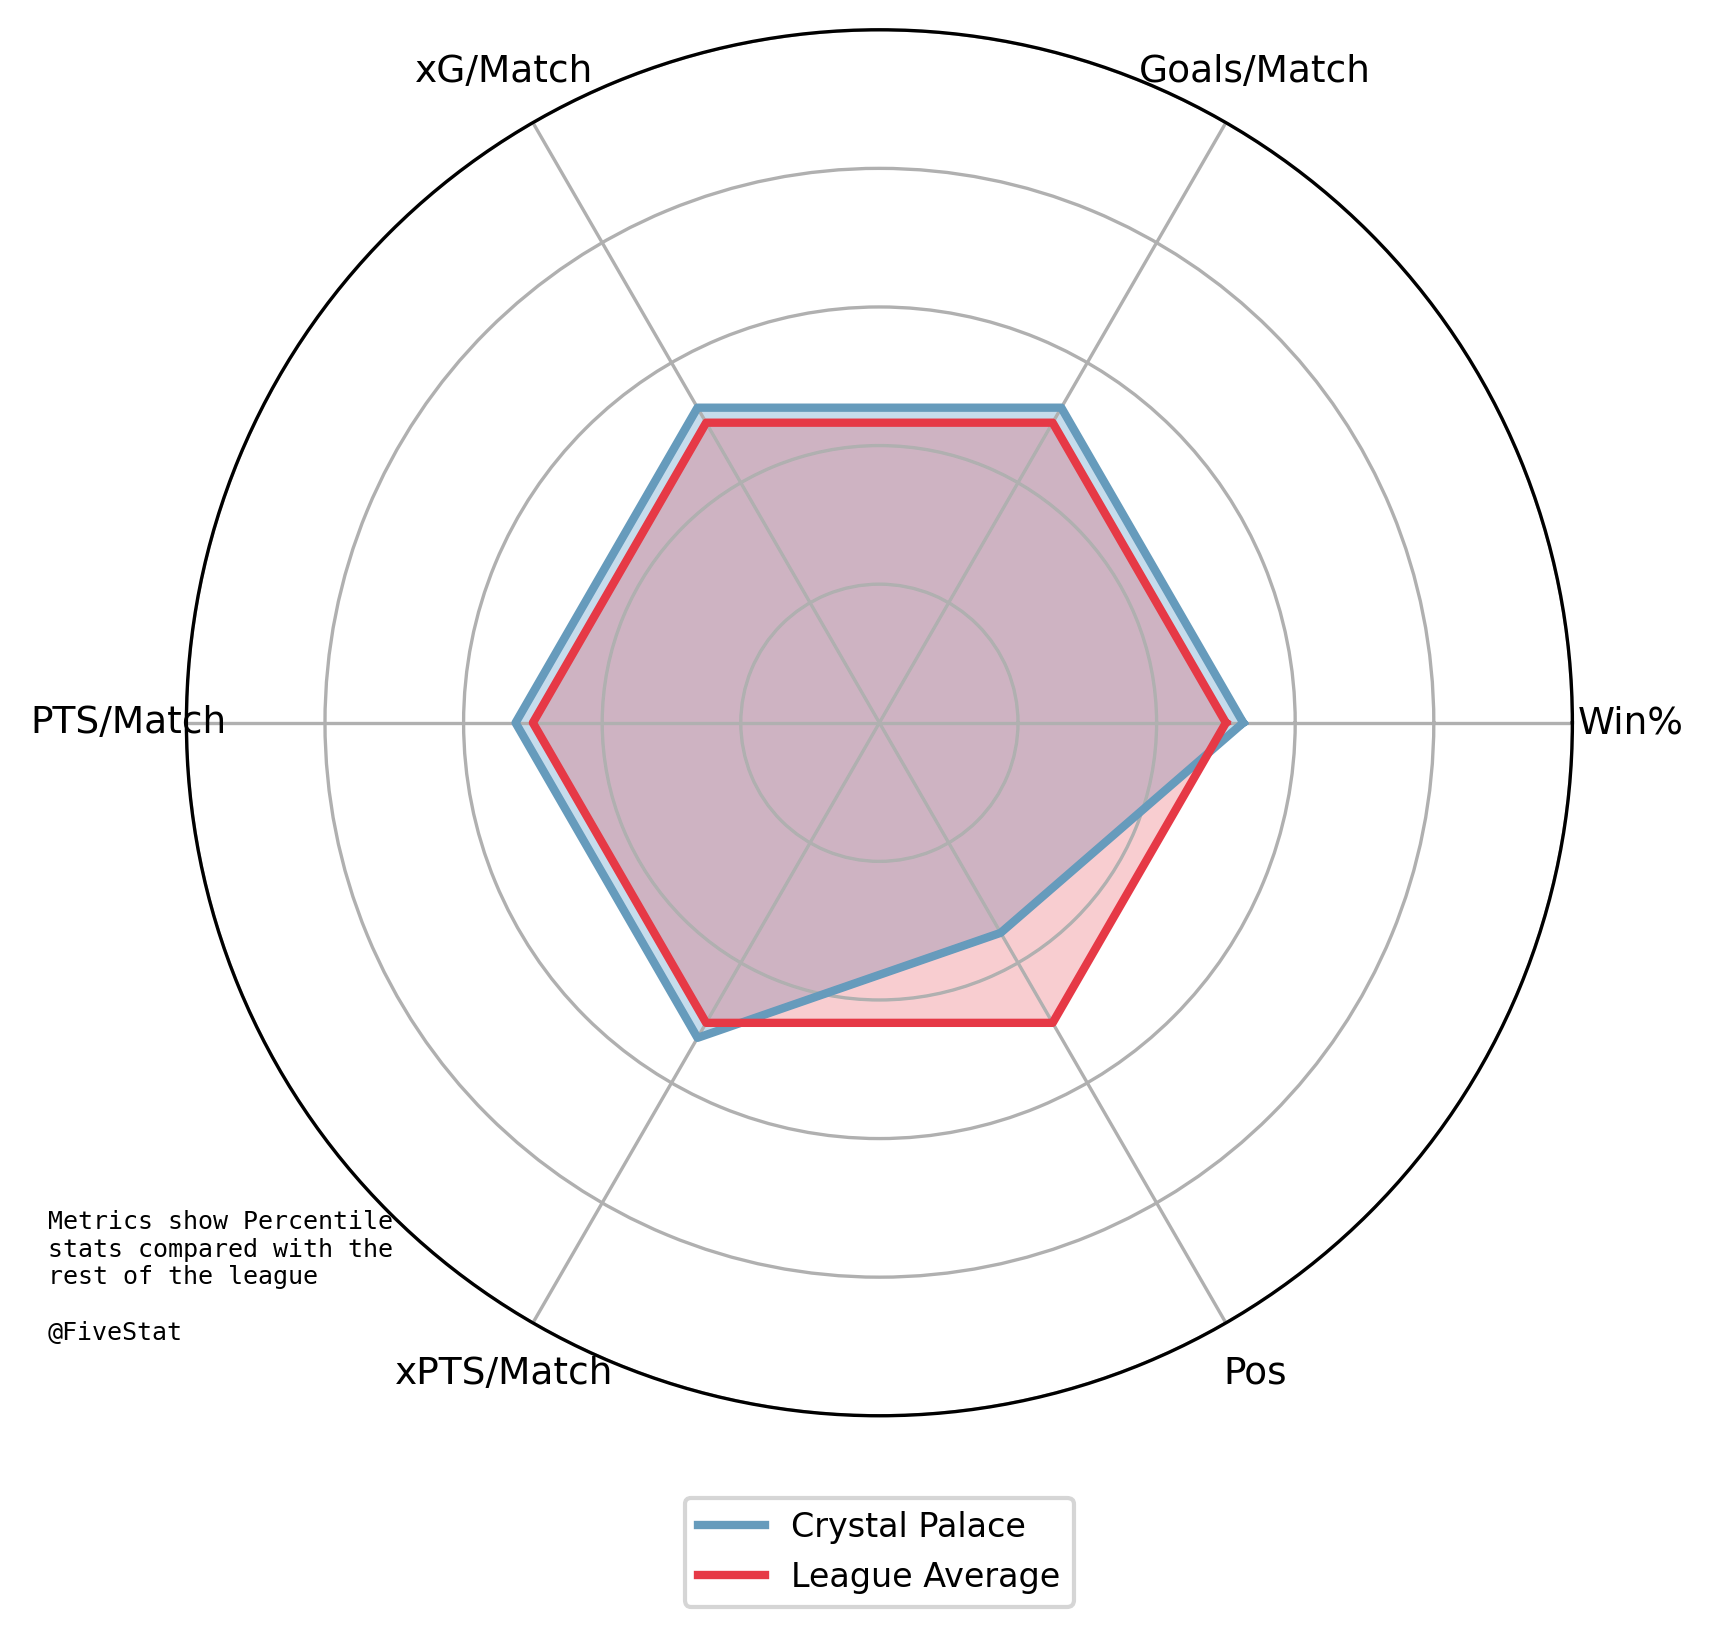 xG/Match
Goals/Match
PTS/Match
Win%
Metrics show Percentile
stats compared with the
rest of the league
@FiveStat
xPTS/Match
Pos
Crystal Palace
League Average